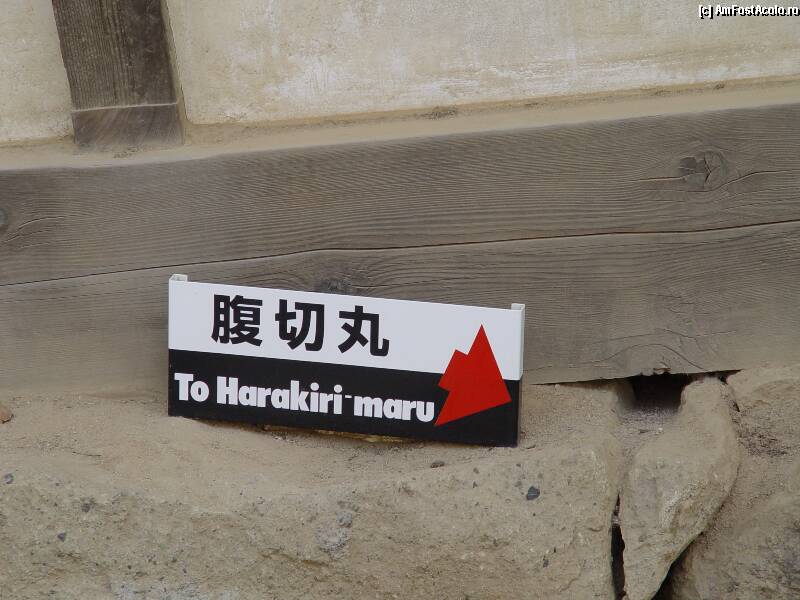 [c] AmFostAcolo.ro
腹切丸
To Harakiri-maru